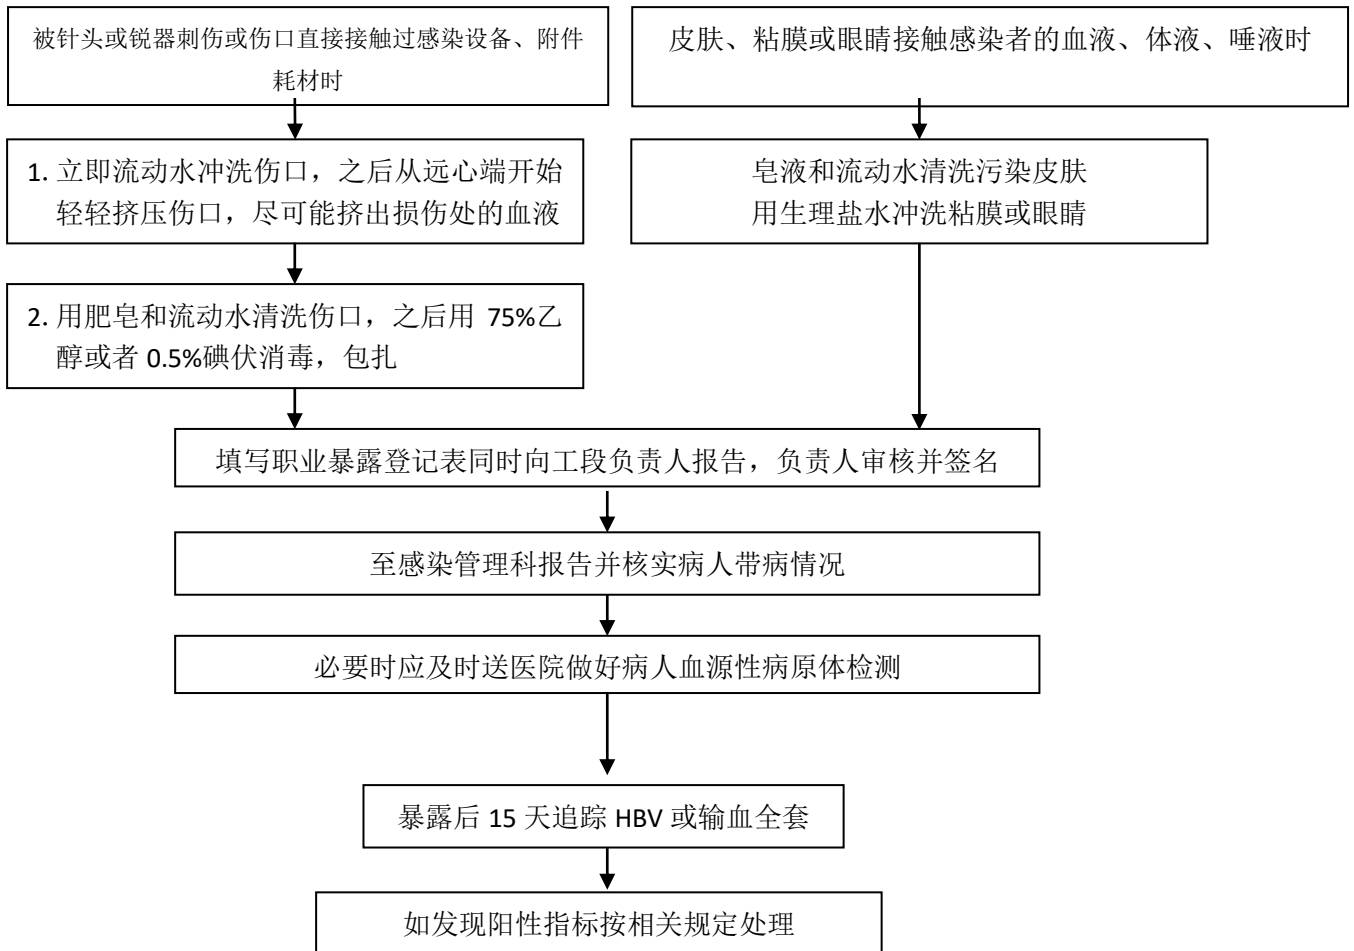 被针头或锐器刺伤或伤口直接接触过感染设备、附件
耗材时
皮肤、粘膜或眼睛接触感染者的血液、体液、唾液时
1. 立即流动水冲洗伤口，之后从远心端开始
轻轻挤压伤口，尽可能挤出损伤处的血液
皂液和流动水清洗污染皮肤
用生理盐水冲洗粘膜或眼睛
2. 用肥皂和流动水清洗伤口，之后用 75%乙
醇或者 0.5%碘伏消毒，包扎
填写职业暴露登记表同时向工段负责人报告，负责人审核并签名
至感染管理科报告并核实病人带病情况
必要时应及时送医院做好病人血源性病原体检测
暴露后 15 天追踪 HBV 或输血全套
如发现阳性指标按相关规定处理